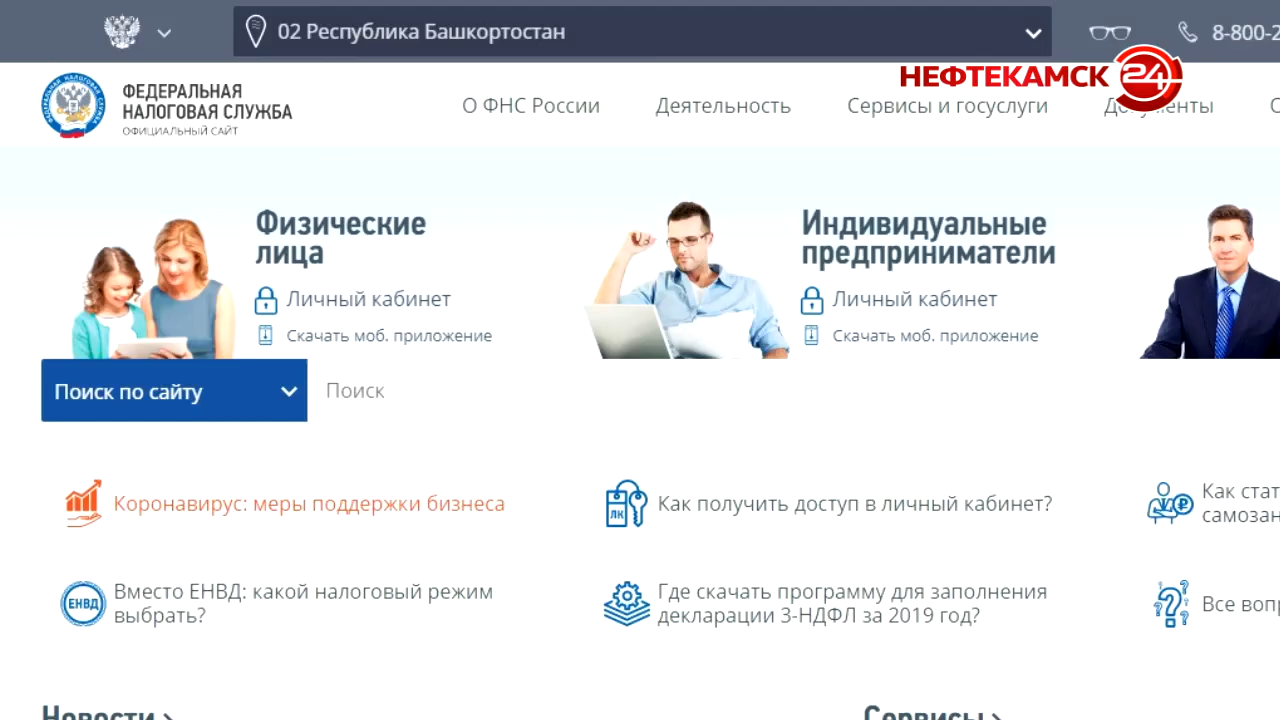 02 Республика Башкортостан
8-800-2
НЕФТЕКАМСК 24
ФЕДЕРАЛЬНАЯ
НАЛОГОВАЯ СЛУЖБА
ОФИЦИАЛЬНЫЙ САЙТ
О ФНС России
Деятельность
Сервисы и госуслуги
Документы
Физические
лица
Личный кабинет
Скачать моб. приложение
Индивидуальные
предприниматели
Личный кабинет
Скачать моб. приложение
Поиск по сайту
Поиск
Коронавирус: меры поддержки бизнеса
ЛК
Как получить доступ в личный кабинет?
Как стат
самозан
ЕНВД
Вместо ЕНВД: какой налоговый режим
выбрать?
Где скачать программу для заполнения
декларации 3-НДФЛ за 2019 год?
Все вопр
Новости
Сервисы